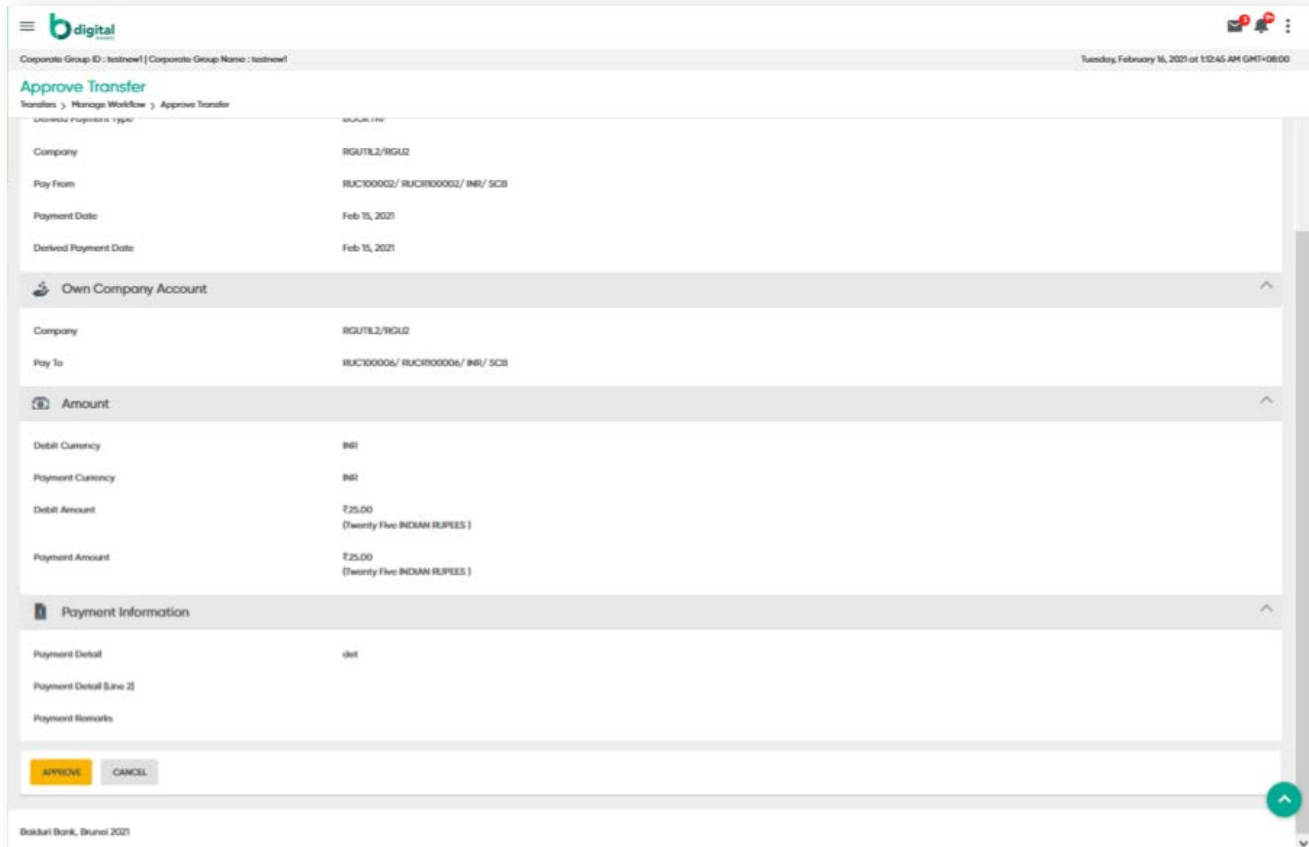 digital
Corporate Group ID : testnew1 | Corporate Group Name : testnew1
Tuesday, February 16, 2021 at 1:12:45 AM GMT+08:00
Approve Transfer
Transfers > Manage Workflow > Approve Transfer
Derived Payment Type
Company RGUTIL2/RGU2
Pay From RUC100002/ RUCR100002/ INR/ SCB
Payment Date Feb 15, 2021
Derived Payment Date Feb 15, 2021
Own Company Account
Company RGUTIL2/RGU2
Pay To RUC100006/ RUCR100006/ INR/ SCB
Amount
Debit Currency INR
Payment Currency INR
Debit Amount ₹25.00
(Twenty Five INDIAN RUPEES )
Payment Amount ₹25.00
(Twenty Five INDIAN RUPEES )
Payment Information
Payment Detail det
Payment Detail (Line 2)
Payment Remarks
APPROVE CANCEL
Baiduri Bank, Brunei 2021